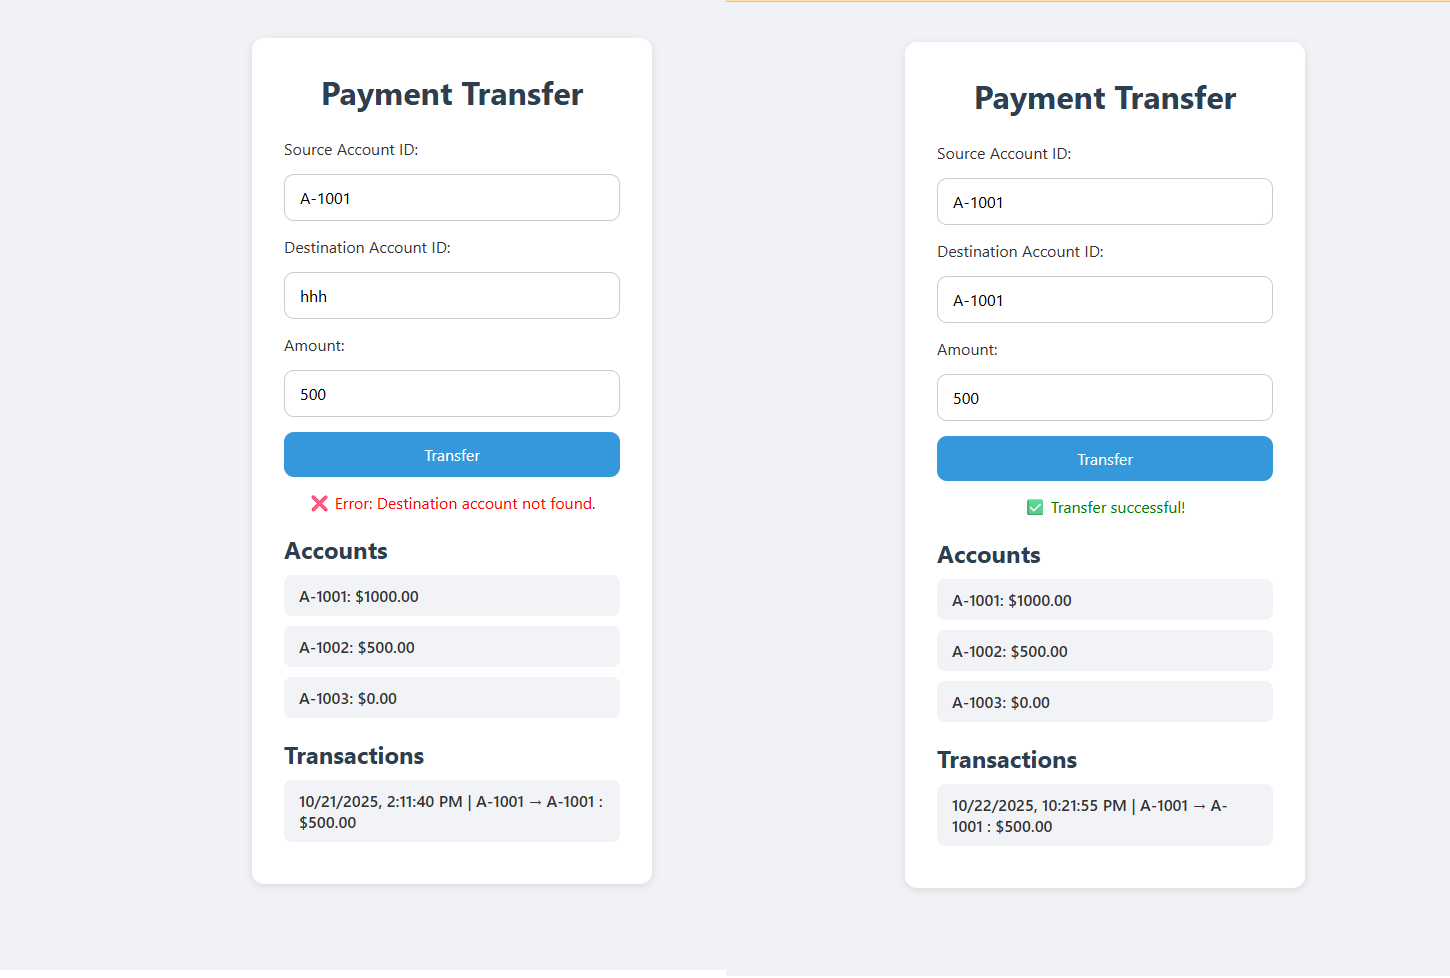 Payment Transfer
Source Account ID:
A-1001
Destination Account ID:
hhh
Amount:
500
Transfer
❌ Error: Destination account not found.
Accounts
A-1001: $1000.00
A-1002: $500.00
A-1003: $0.00
Transactions
10/21/2025, 2:11:40 PM | A-1001 → A-1001 :
$500.00
Payment Transfer
Source Account ID:
A-1001
Destination Account ID:
A-1001
Amount:
500
Transfer
✅ Transfer successful!
Accounts
A-1001: $1000.00
A-1002: $500.00
A-1003: $0.00
Transactions
10/22/2025, 10:21:55 PM | A-1001 → A-
1001 : $500.00